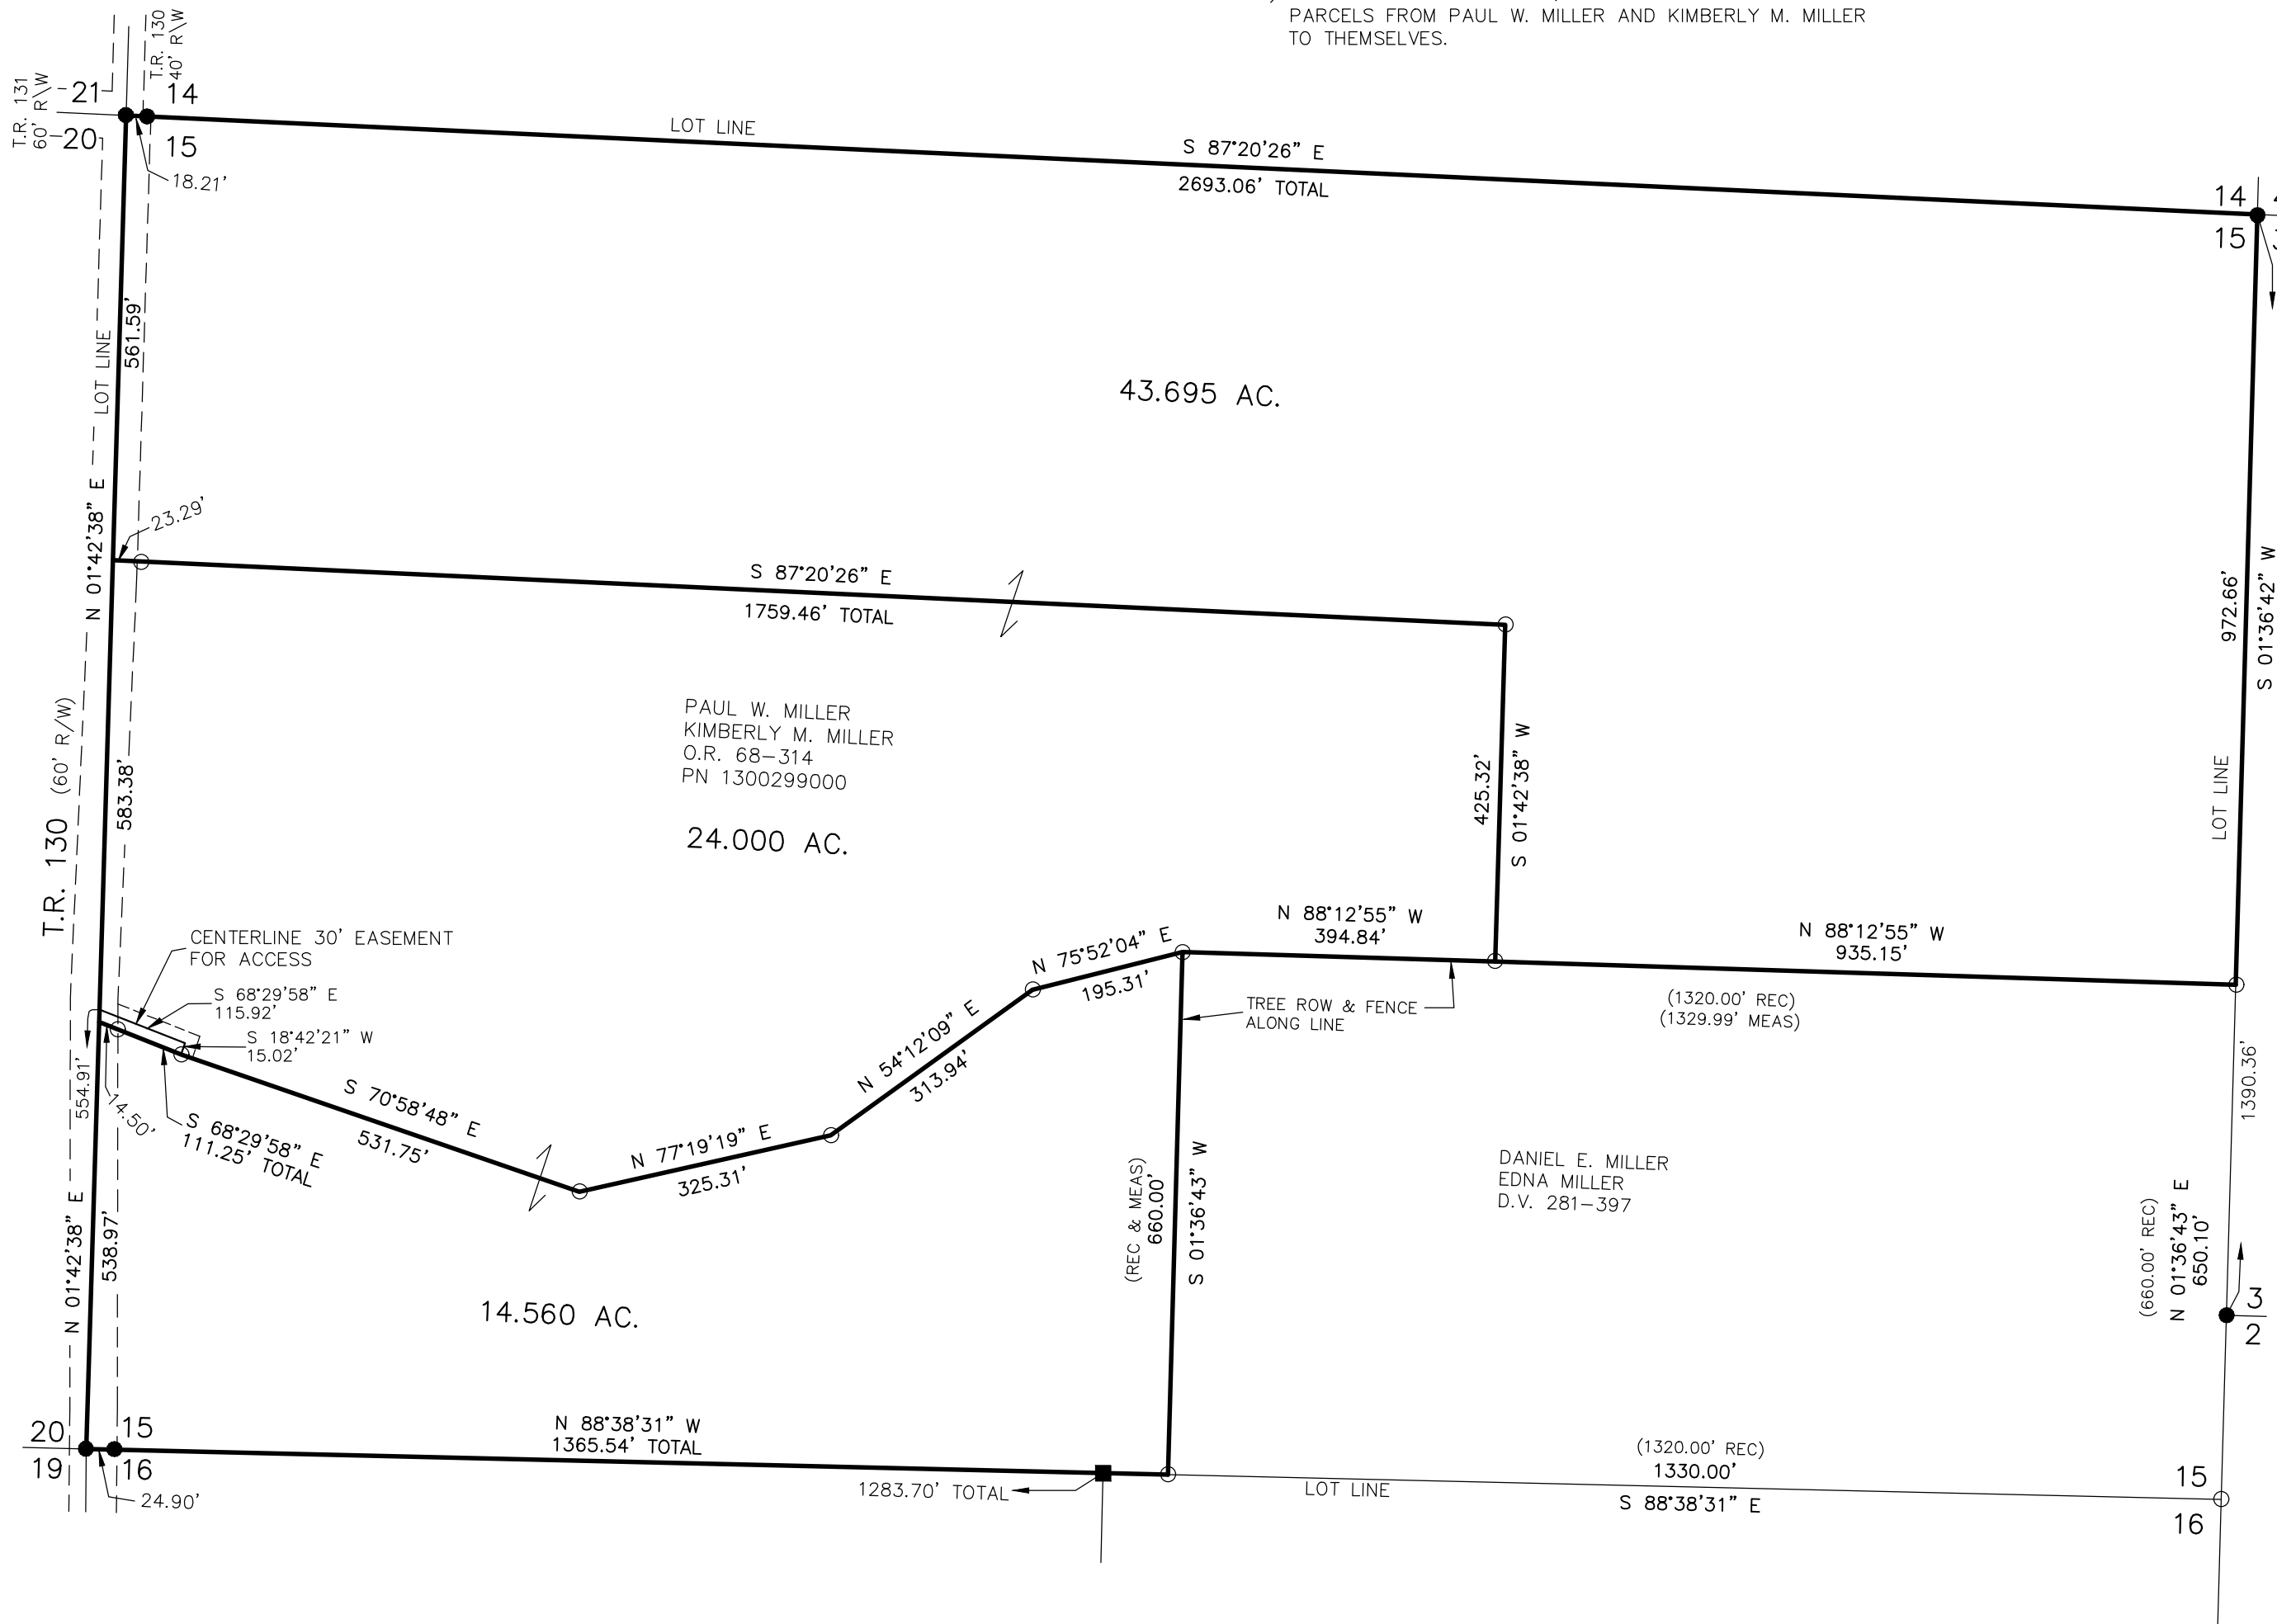 PARCELS FROM PAUL W. MILLER AND KIMBERLY M. MILLER
TO THEMSELVES.
T.R. 131
60' R\W
T.R. 130
40' R\W
21
14
20
15
18.21'
LOT LINE
S 87°20'26" E
2693.06' TOTAL
14
15
561.59'
LOT LINE
N 01°42'38" E
43.695 AC.
972.66'
S 01°36'42" W
LOT LINE
23.29'
S 87°20'26" E
1759.46' TOTAL
T.R. 130 (60' R/W)
583.38'
PAUL W. MILLER
KIMBERLY M. MILLER
O.R. 68-314
PN 1300299000
24.000 AC.
425.32'
S 01°42'38" W
CENTERLINE 30' EASEMENT
FOR ACCESS
S 68°29'58" E
115.92'
S 18°42'21" W
15.02'
N 75°52'04" E
195.31'
N 88°12'55" W
394.84'
N 88°12'55" W
935.15'
(1320.00' REC)
(1329.99' MEAS)
TREE ROW & FENCE
ALONG LINE
554.91'
14.50'
S 68°29'58" E
111.25' TOTAL
S 70°58'48" E
531.75'
N 77°19'19" E
325.31'
N 54°12'09" E
313.94'
(REC & MEAS)
660.00'
S 01°36'43" W
DANIEL E. MILLER
EDNA MILLER
D.V. 281-397
1390.36'
(660.00' REC)
N 01°36'43" E
650.10'
3
2
N 01°42'38" E
538.97'
14.560 AC.
20
15
19
16
24.90'
N 88°38'31" W
1365.54' TOTAL
1283.70' TOTAL
LOT LINE
(1320.00' REC)
1330.00'
S 88°38'31" E
15
16